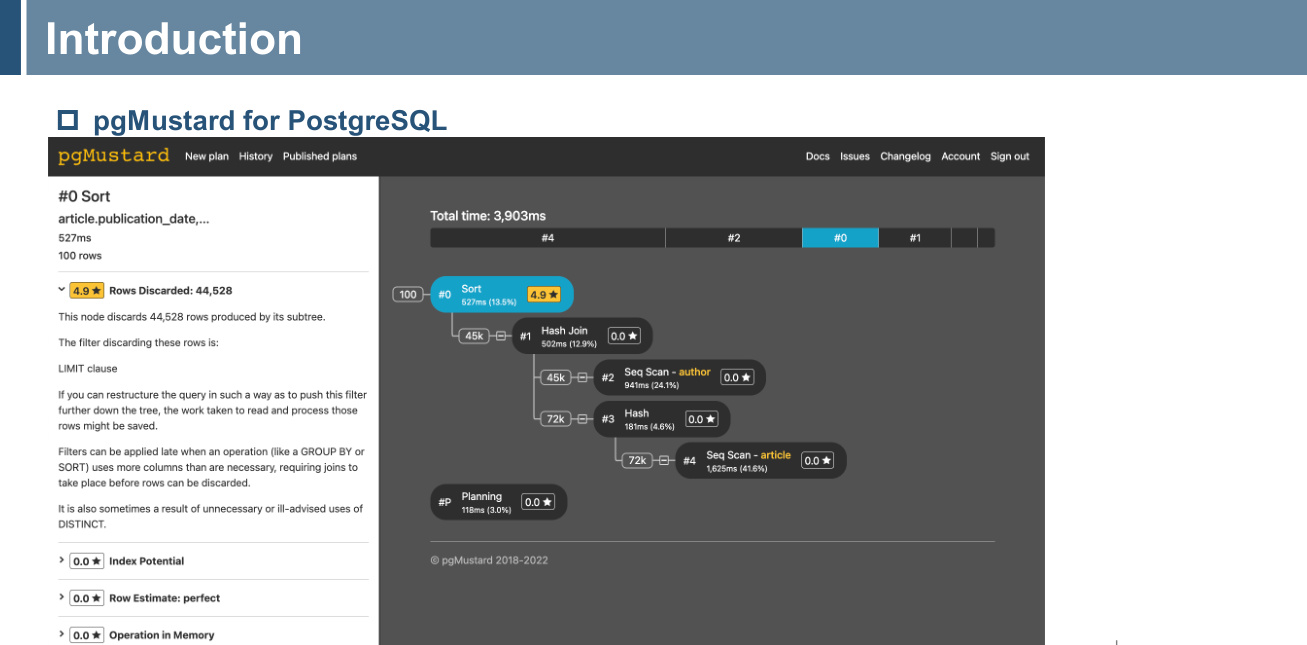 Introduction
pgMustard for PostgreSQL
pgMustard New plan History Published plans Docs Issues Changelog Account Sign out
#0 Sort
article.publication_date,...
527ms
100 rows
4.9 ★ Rows Discarded: 44,528
This node discards 44,528 rows produced by its subtree.
The filter discarding these rows is:
LIMIT clause
If you can restructure the query in such a way as to push this filter
further down the tree, the work taken to read and process those
rows might be saved.
Filters can be applied late when an operation (like a GROUP BY or
SORT) uses more columns than are necessary, requiring joins to
take place before rows can be discarded.
It is also sometimes a result of unnecessary or ill-advised uses of
DISTINCT.
0.0 ★ Index Potential
0.0 ★ Row Estimate: perfect
0.0 ★ Operation in Memory
Total time: 3,903ms
#4 #2 #0 #1
100 #0 Sort 4.9 ★
527ms (13.5%)
45k #1 Hash Join 0.0 ★
502ms (12.9%)
45k #2 Seq Scan - author 0.0 ★
941ms (24.1%)
72k #3 Hash 0.0 ★
181ms (4.6%)
72k #4 Seq Scan - article 0.0 ★
1,625ms (41.6%)
#P Planning 0.0 ★
118ms (3.0%)
© pgMustard 2018-2022